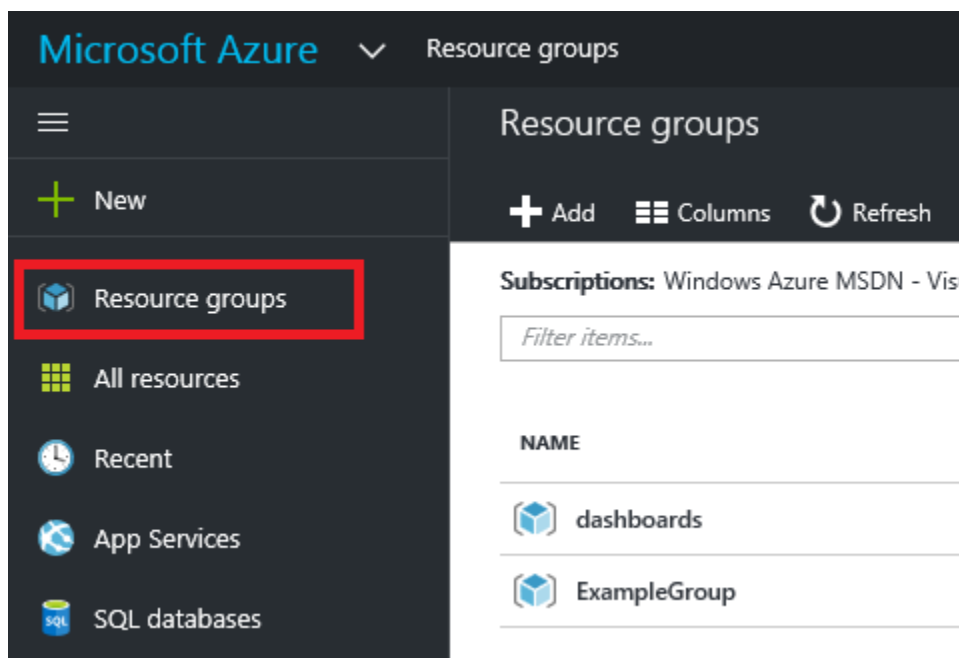 Microsoft Azure Resource groups
Resource groups
New
Add Columns Refresh
Resource groups
Subscriptions: Windows Azure MSDN - Vis
Filter items...
All resources
NAME
Recent
dashboards
App Services
ExampleGroup
SQL databases
SQL